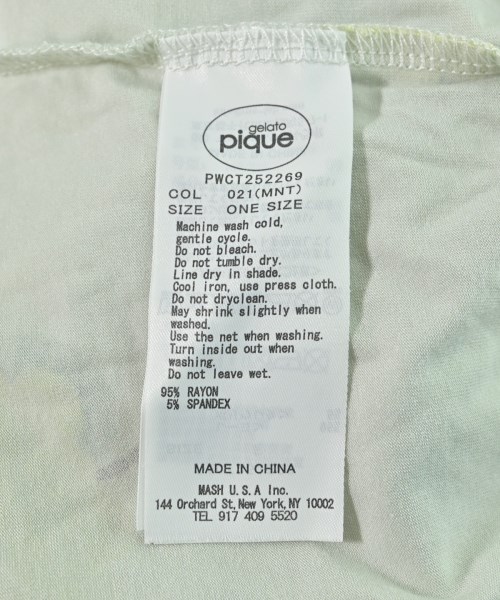 gelato
pique
PWCT252269
COL 021(MNT)
SIZE ONE SIZE
Machine wash cold,
gentle cycle.
Do not bleach.
Do not tumble dry.
Line dry in shade.
Cool iron, use press cloth.
Do not dryclean.
May shrink slightly when
washed.
Use the net when washing.
Turn inside out when
washing.
Do not leave wet.
95% RAYON
5% SPANDEX
MADE IN CHINA
MASH U.S.A Inc.
144 Orchard St, New York, NY 10002
TEL 917 409 5520